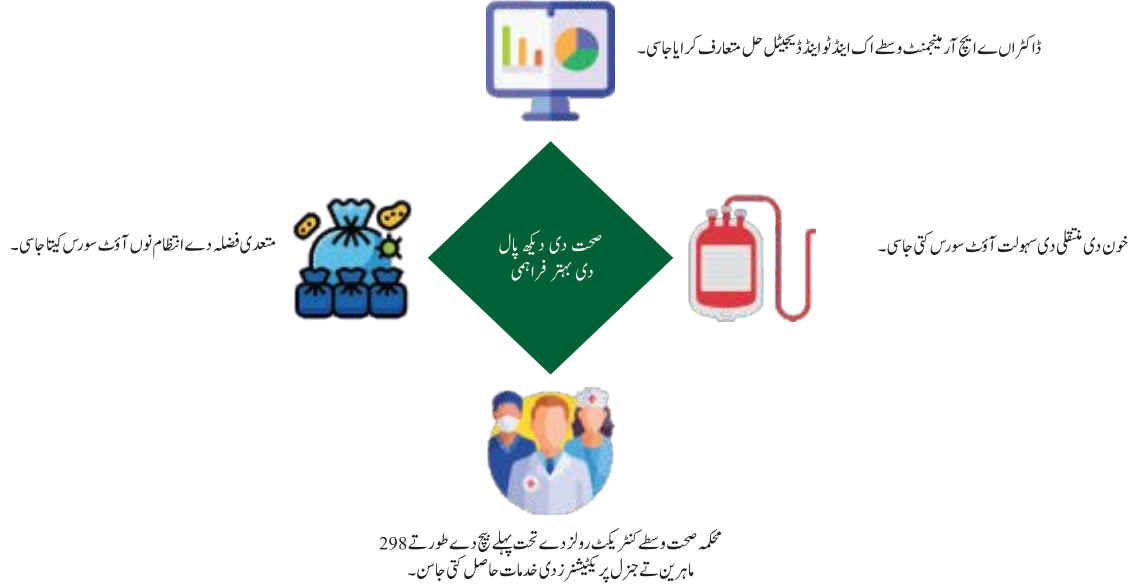 ڈاکٹراں دے ایچ آر مینجمنٹ وسطے اک اینڈ ٹو اینڈ ڈیجیٹل حل متعارف کرایا جاسی۔
خون دی منتقلی دی سہولت آؤٹ سورس کتی جاسی۔
صحت دی دیکھ پال
دی بہتر فراہمی
متعدی فضلہ دے انتظام نوں آؤٹ سورس کیتا جاسی۔
محکمہ صحت وسطے کنٹریکٹ رولز دے تحت پہلے بیچ دے طور تے 298
ماہرین تے جنرل پریکٹیشنرز دی خدمات حاصل کتی جاسن۔